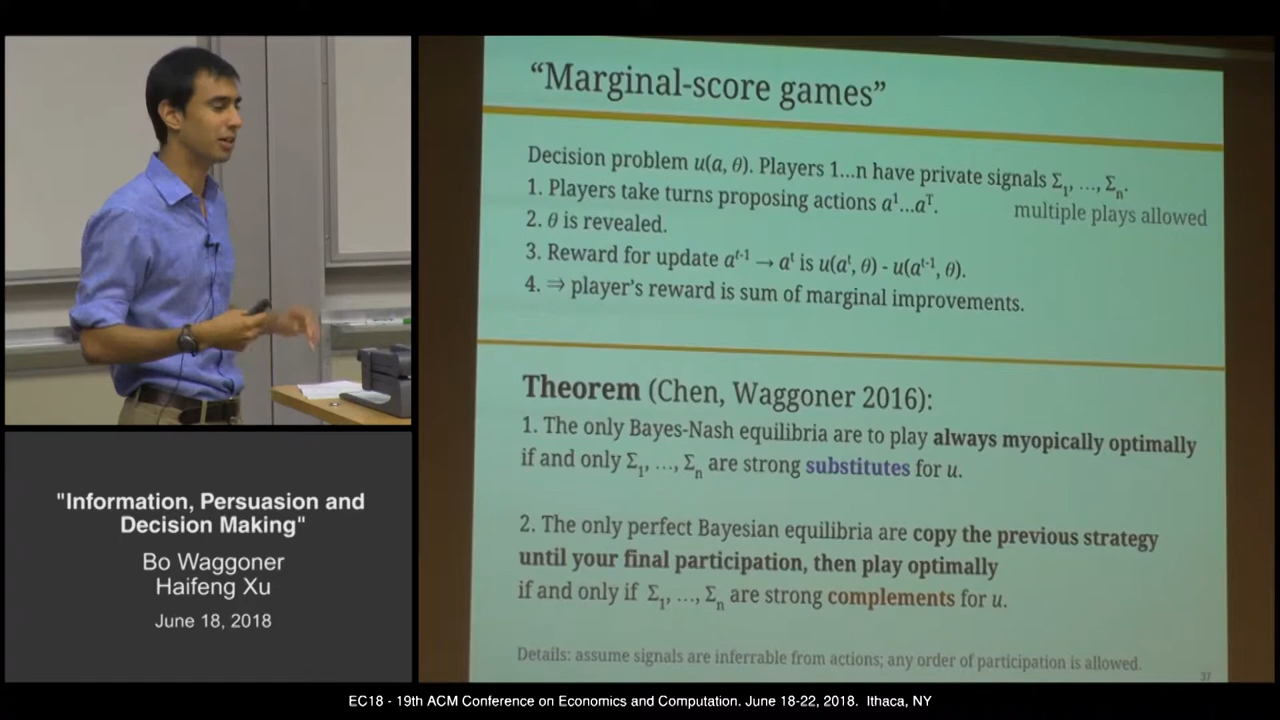 “Marginal-score games”
Decision problem u(a, θ). Players 1...n have private signals Σ₁, ..., Σₙ.
1. Players take turns proposing actions a¹...aᵀ.
multiple plays allowed
2. θ is revealed.
3. Reward for update aᵗ⁻¹ → aᵗ is u(aᵗ, θ) - u(aᵗ⁻¹, θ).
4. ⇒ player's reward is sum of marginal improvements.
Theorem (Chen, Waggoner 2016):
1. The only Bayes-Nash equilibria are to play always myopically optimally
if and only Σ₁, ..., Σₙ are strong substitutes for u.
2. The only perfect Bayesian equilibria are copy the previous strategy
until your final participation, then play optimally
if and only if Σ₁, ..., Σₙ are strong complements for u.
Details: assume signals are inferrable from actions; any order of participation is allowed.
37
"Information, Persuasion and
Decision Making"
Bo Waggoner
Haifeng Xu
June 18, 2018
EC18 - 19th ACM Conference on Economics and Computation. June 18-22, 2018. Ithaca, NY